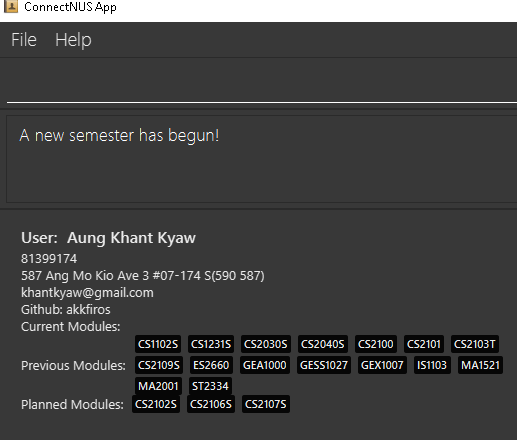 ConnectNUS App
File Help
A new semester has begun!
User: Aung Khant Kyaw
81399174
587 Ang Mo Kio Ave 3 #07-174 S(590 587)
khantkyaw@gmail.com
Github: akkfiros
Current Modules:
CS1102S CS1231S CS2030S CS2040S CS2100 CS2101 CS2103T
Previous Modules: CS2109S ES2660 GEA1000 GESS1027 GEX1007 IS1103 MA1521
MA2001 ST2334
Planned Modules: CS2102S CS2106S CS2107S